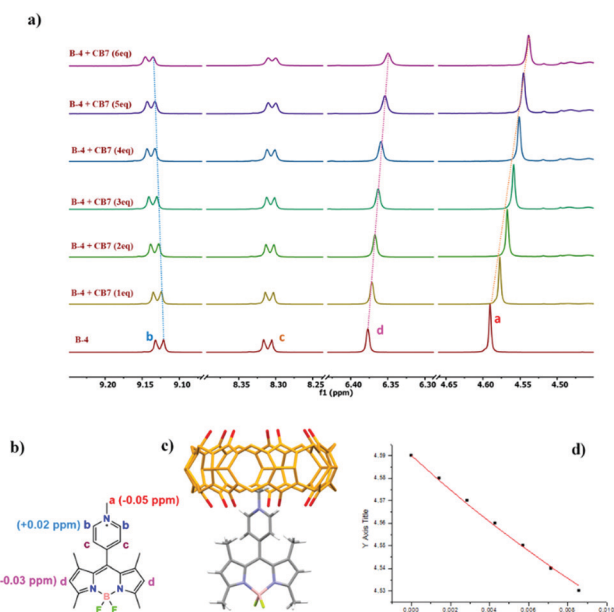 a)
B-4 + CB7 (6eq)
B-4 + CB7 (5eq)
B-4 + CB7 (4eq)
B-4 + CB7 (3eq)
B-4 + CB7 (2eq)
B-4 + CB7 (1eq)
B-4
b c d a
9.20 9.15 9.10 8.35 8.30 8.25 6.40 6.35 6.30 4.65 4.60 4.55 4.50
f1 (ppm)
b) c) d)
a (-0.05 ppm)
(+0.02 ppm)
N+
b b
c c
-0.03 ppm) d d
N B N
F F
Y Axis Title
4.59
4.58
4.57
4.56
4.55
4.54
4.53
0.000 0.002 0.004 0.006 0.008 0.010